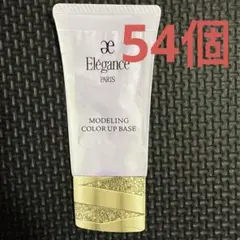 54個
æ
Elégance
PARIS
MODELING
COLOR UP BASE